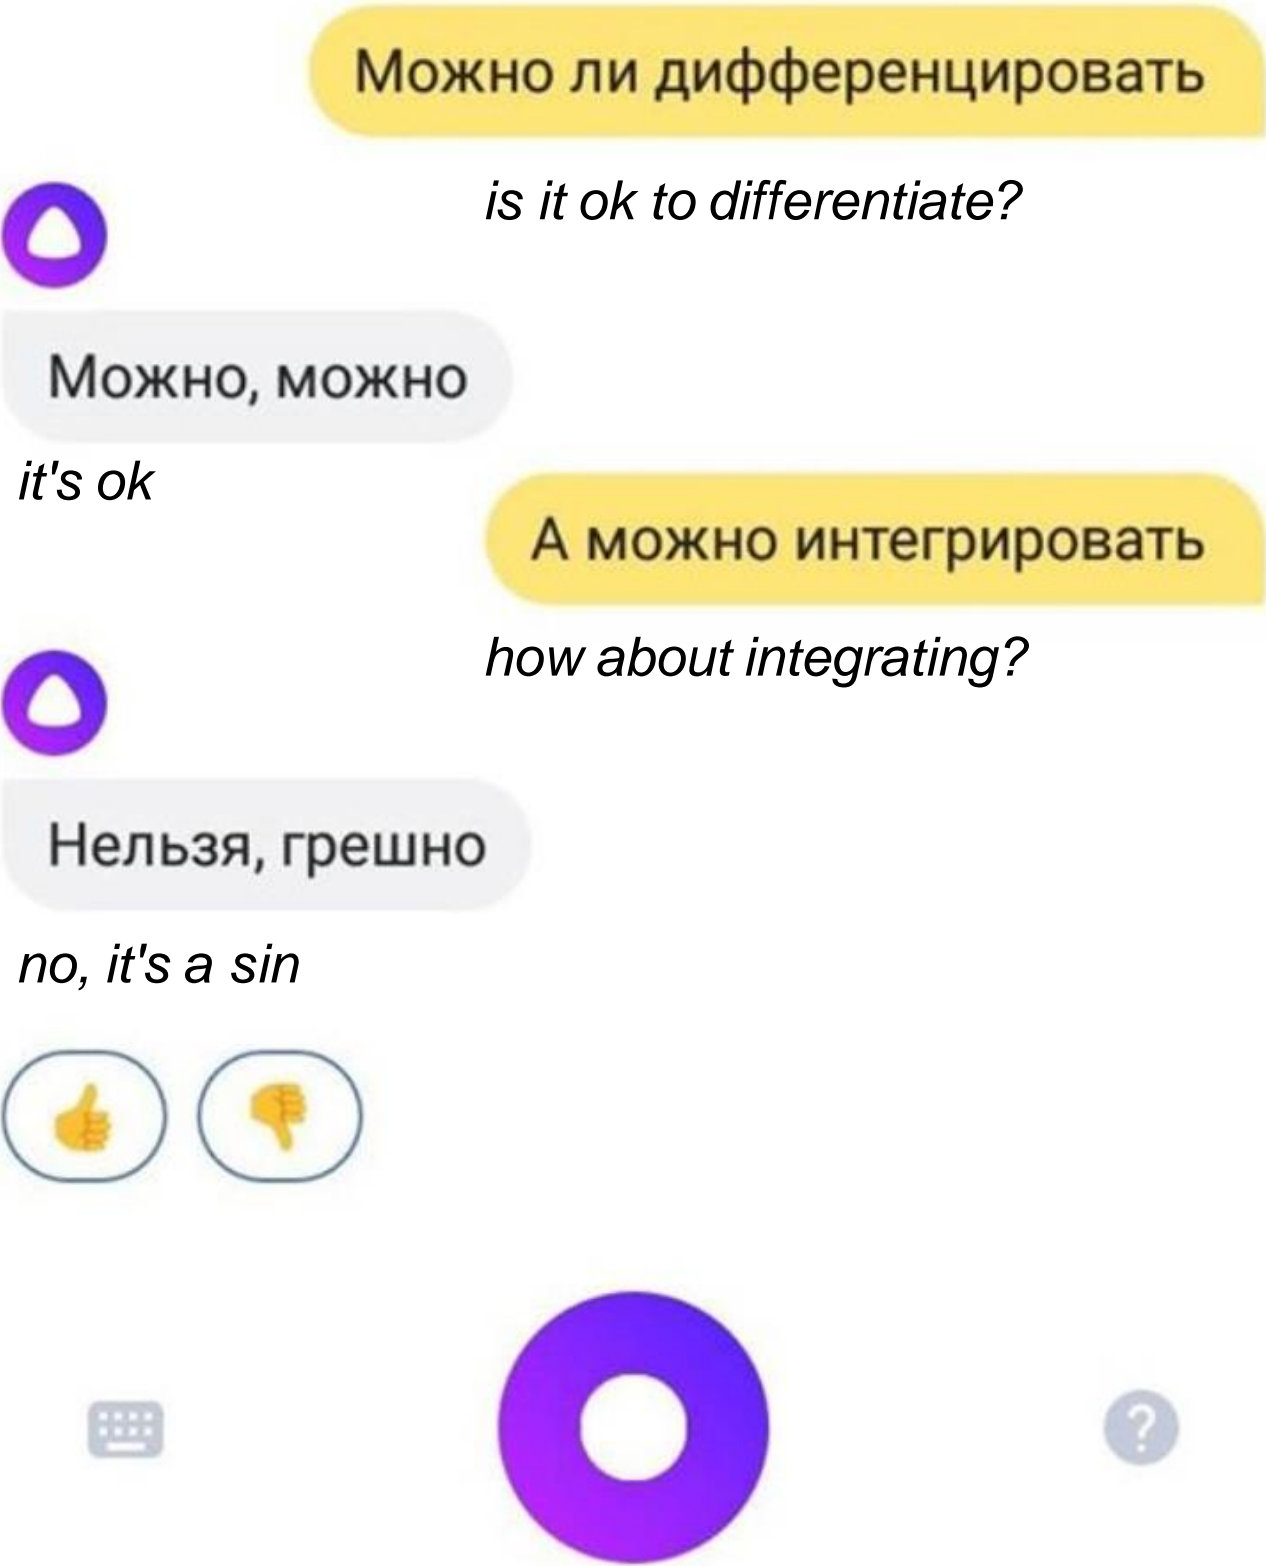 Можно ли дифференцировать
is it ok to differentiate?
Можно, можно
it's ok
А можно интегрировать
how about integrating?
Нельзя, грешно
no, it's a sin
?